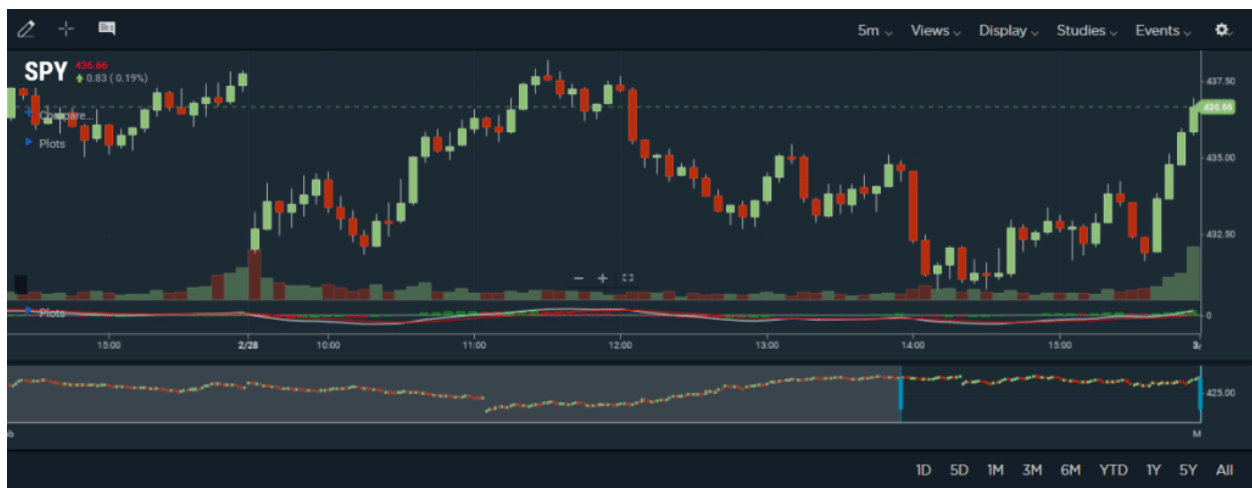 5m Views Display Studies Events
SPY 436.66
0.83 (0.19%)
Compare...
Plots
437.50
436.66
435.00
432.50
Plots
0
15:00 2/28 10:00 11:00 12:00 13:00 14:00 15:00 3/
425.00
M
1D 5D 1M 3M 6M YTD 1Y 5Y All